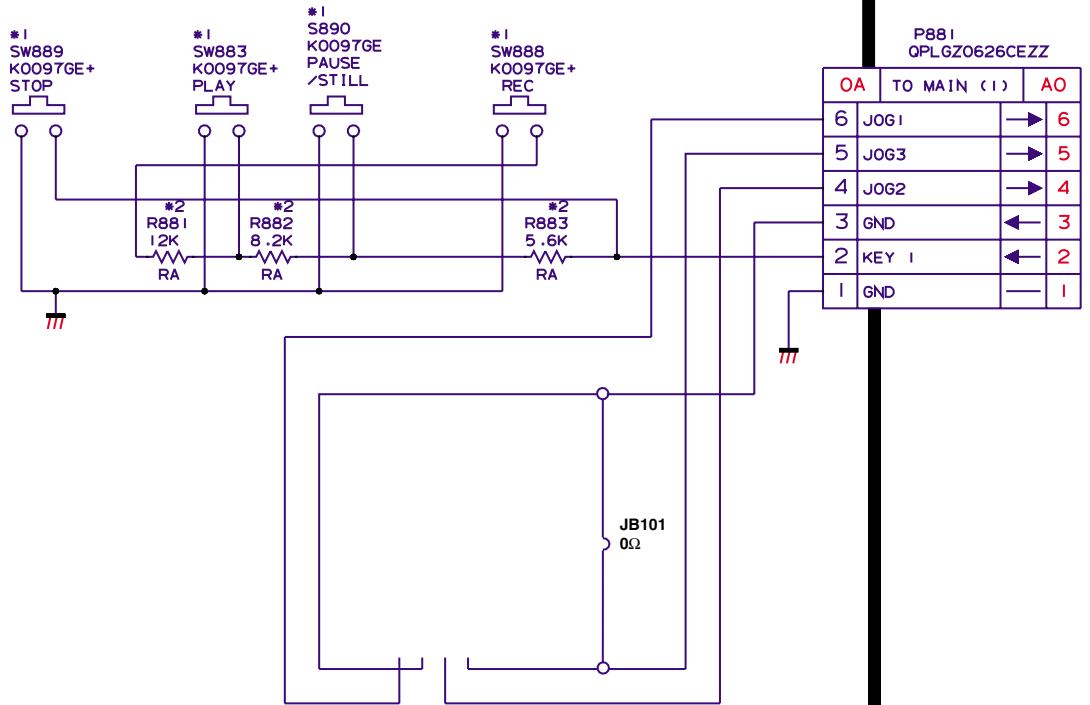 *1
SW889
K0097GE+
STOP
*1
SW883
K0097GE+
PLAY
*1
S890
K0097GE
PAUSE
/STILL
*1
SW888
K0097GE+
REC
*2
R881
12K
RA
*2
R882
8.2K
RA
*2
R883
5.6K
RA
P881
QPLGZ0626CEZZ
OA TO MAIN (1) AO
6 JOG1 6
5 JOG3 5
4 JOG2 4
3 GND 3
2 KEY 1 2
1 GND 1
JB101
0Ω